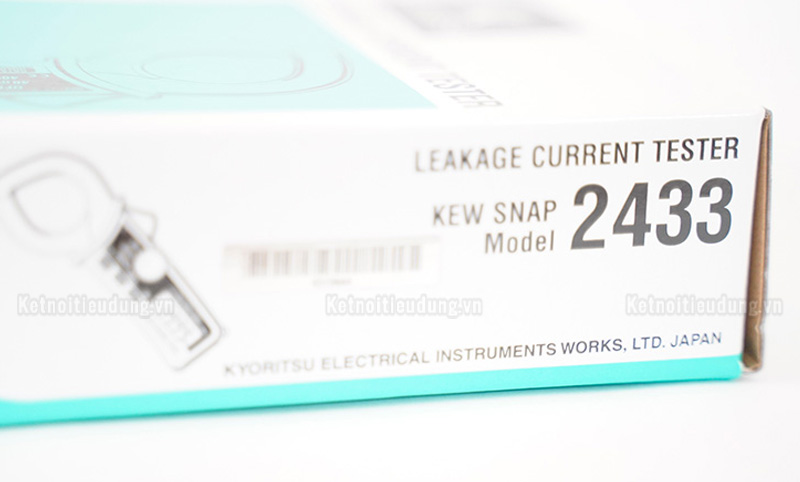 TESTER
LEAKAGE CURRENT TESTER
KEW SNAP
Model 2433
Ketnoitieudung.vn Ketnoitieudung.vn Ketnoitieudung.vn
KYORITSU ELECTRICAL INSTRUMENTS WORKS, LTD. JAPAN